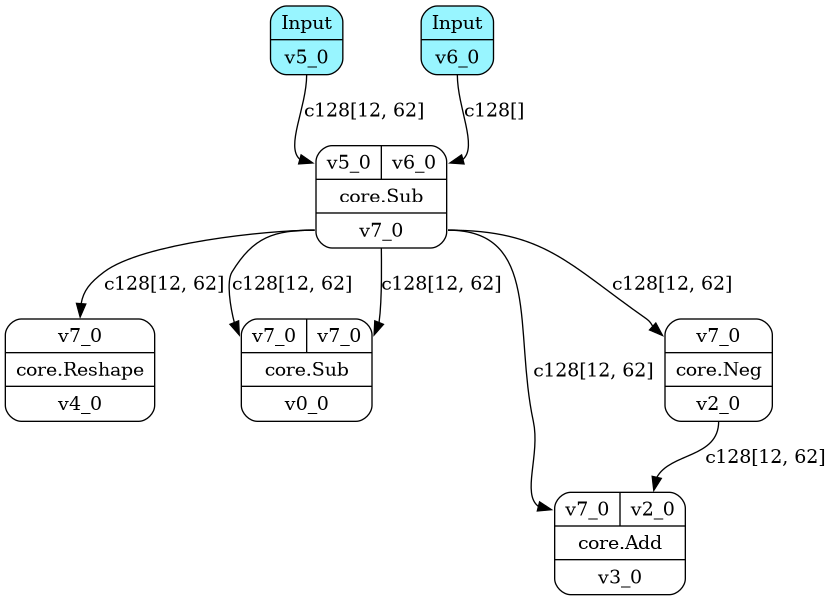 Input
v5_0
Input
v6_0
c128[12, 62]
c128[]
v5_0
v6_0
core.Sub
v7_0
c128[12, 62]
c128[12, 62]
c128[12, 62]
c128[12, 62]
v7_0
core.Reshape
v4_0
v7_0
v7_0
core.Sub
v0_0
c128[12, 62]
v7_0
core.Neg
v2_0
c128[12, 62]
v7_0
v2_0
core.Add
v3_0